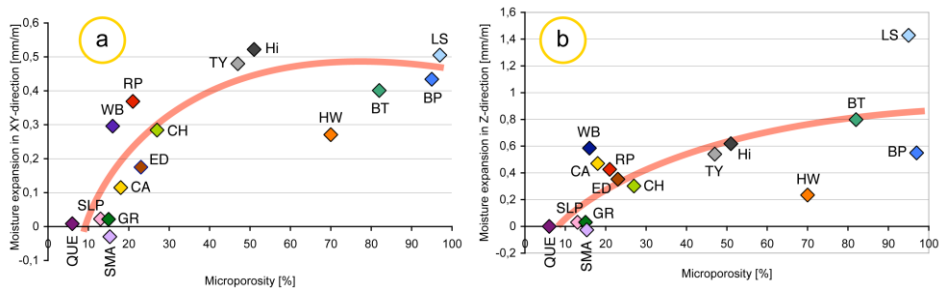 a
Moisture expansion in XY-direction [mm/mm]
0,6
0,5
0,4
0,3
0,2
0,1
0
-0,1
10 20 30 40 50 60 70 80 90 100
Microporosity [%]
QUE
SLP
GR
SMA
CA
ED
CH
WB
RP
TY
Hi
HW
BT
BP
LS
b
Moisture expansion in Z-direction [mm/m]
1,6
1,4
1,2
1
0,8
0,6
0,4
0,2
0
-0,2
10 20 30 40 50 60 70 80 90 100
Microporosity [%]
QUE
SLP
GR
SMA
WB
CA
RP
ED
CH
TY
Hi
HW
BT
BP
LS